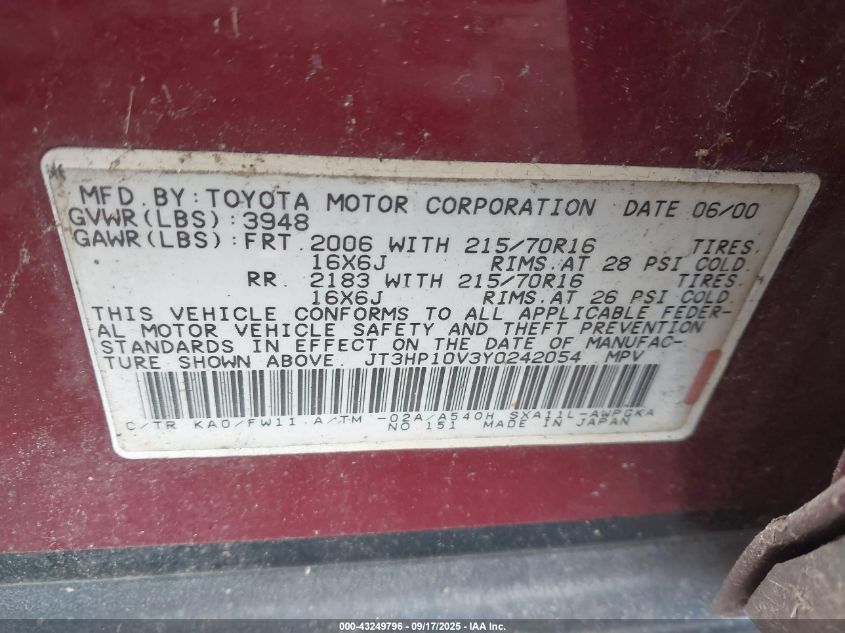 MFD.BY:TOYOTA MOTOR CORPORATION DATE 06/00
GVWR(LBS):3948
GAWR(LBS):FRT. 2006 WITH 215/70R16 TIRES.
16X6J RIMS.AT 28 PSI COLD.
RR. 2183 WITH 215/70R16 TIRES.
16X6J RIMS.AT 26 PSI COLD.
THIS VEHICLE CONFORMS TO ALL APPLICABLE FEDER-
AL MOTOR VEHICLE SAFETY AND THEFT PREVENTION
STANDARDS IN EFFECT ON THE DATE OF MANUFAC-
TURE SHOWN ABOVE. JT3HP10V3Y0242054 MPV
C/TR KA0/FW11 A/TM -02A/A540H SXA11L-AWPGKA
NO 151 MADE IN JAPAN
000-43249796 - 09/17/2025 - IAA Inc.